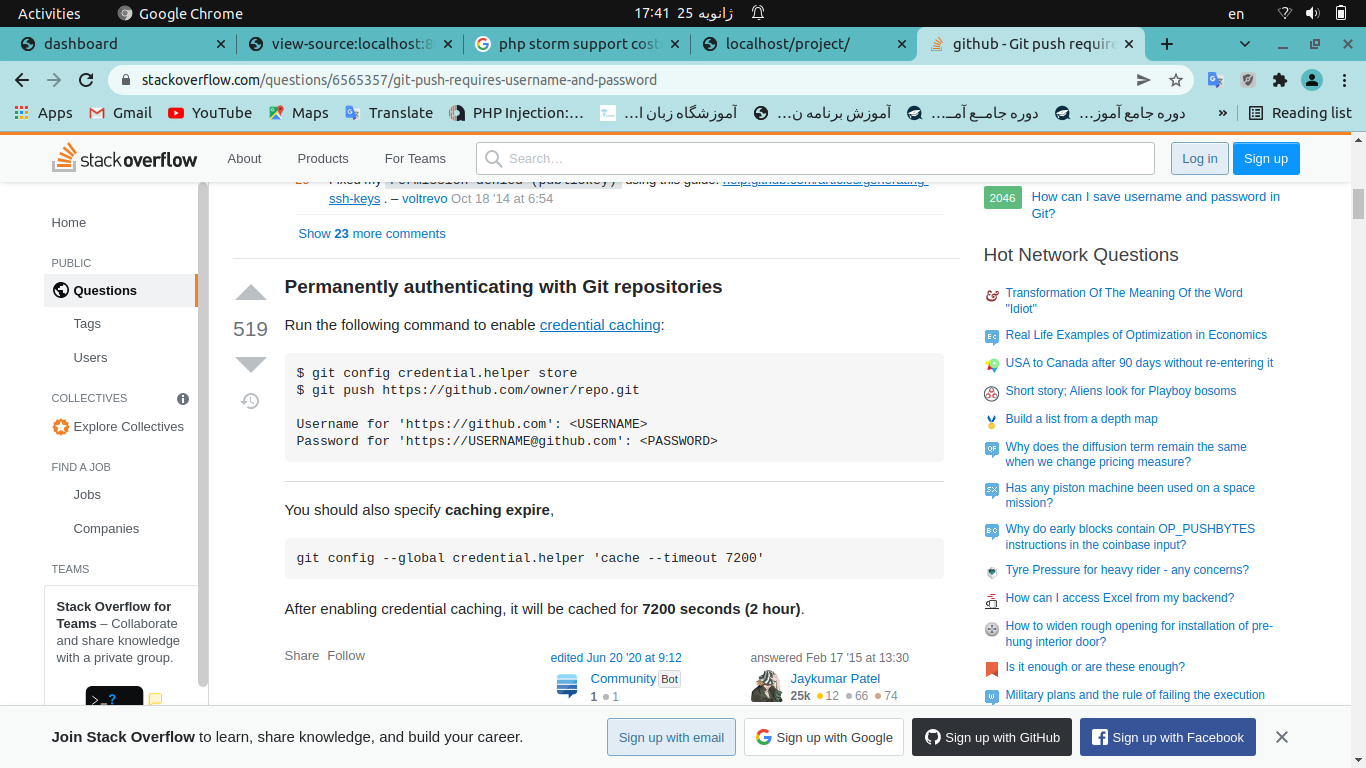 Activities
Google Chrome
17:41 25 ژانویه
en
dashboard
view-source:localhost:8
php storm support cost
localhost/project/
github - Git push require
stackoverflow.com/questions/6565357/git-push-requires-username-and-password
Apps
Gmail
YouTube
Maps
Translate
PHP Injection:…
آموزشگاه زبان ا…
آموزش برنامه ن…
دوره جامــع آمــ…
دوره جامع آموز…
»
Reading list
stackoverflow
About
Products
For Teams
Search…
Log in
Sign up
Home
PUBLIC
Questions
Tags
Users
COLLECTIVES
Explore Collectives
FIND A JOB
Jobs
Companies
TEAMS
Stack Overflow for
Teams – Collaborate
and share knowledge
with a private group.
Fixed my Permission denied (publickey) using this guide: help.github.com/articles/generating-
ssh-keys . – voltrevo Oct 18 '14 at 6:54
Show 23 more comments
519
Permanently authenticating with Git repositories
Run the following command to enable credential caching:
$ git config credential.helper store
$ git push https://github.com/owner/repo.git
Username for 'https://github.com': <USERNAME>
Password for 'https://USERNAME@github.com': <PASSWORD>
You should also specify caching expire,
git config --global credential.helper 'cache --timeout 7200'
After enabling credential caching, it will be cached for 7200 seconds (2 hour).
Share Follow
edited Jun 20 '20 at 9:12
Community Bot
1 1
answered Feb 17 '15 at 13:30
Jaykumar Patel
25k 12 66 74
2046
How can I save username and password in
Git?
Hot Network Questions
Transformation Of The Meaning Of the Word
"Idiot"
Real Life Examples of Optimization in Economics
USA to Canada after 90 days without re-entering it
Short story; Aliens look for Playboy bosoms
Build a list from a depth map
Why does the diffusion term remain the same
when we change pricing measure?
Has any piston machine been used on a space
mission?
Why do early blocks contain OP_PUSHBYTES
instructions in the coinbase input?
Tyre Pressure for heavy rider - any concerns?
How can I access Excel from my backend?
How to widen rough opening for installation of pre-
hung interior door?
Is it enough or are these enough?
Military plans and the rule of failing the execution
Join Stack Overflow to learn, share knowledge, and build your career.
Sign up with email
Sign up with Google
Sign up with GitHub
Sign up with Facebook